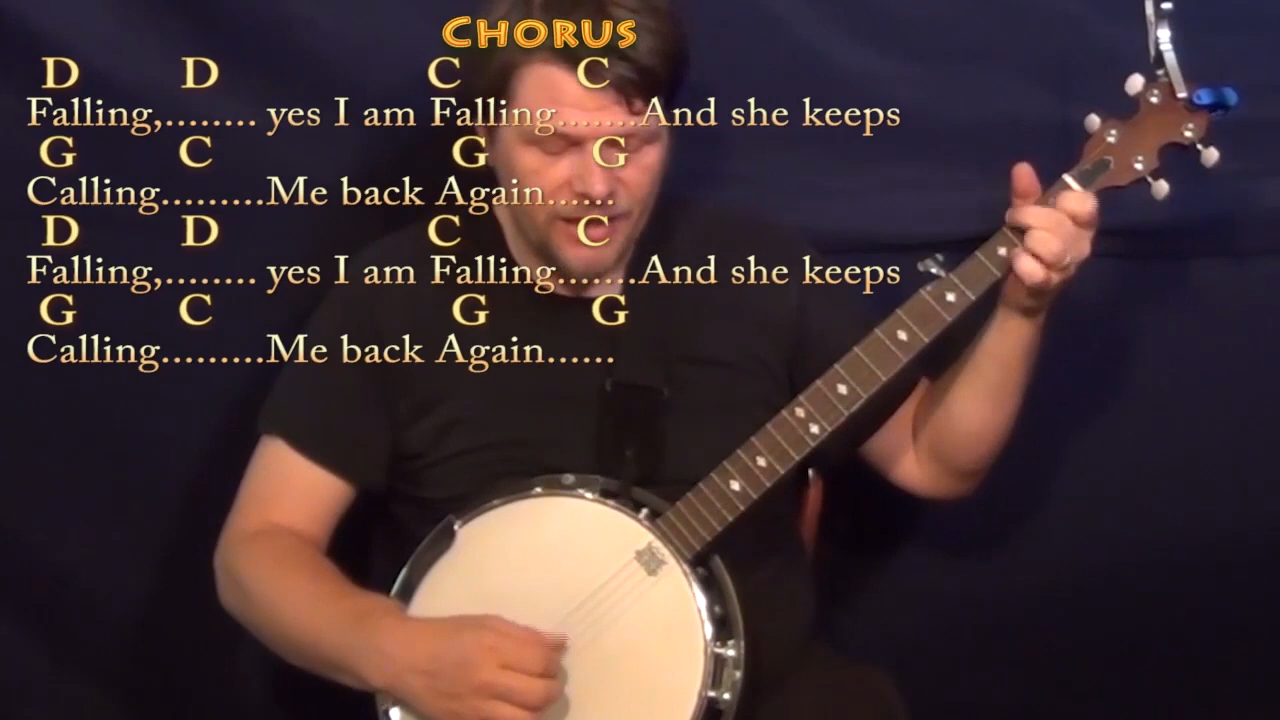 CHORUS
D D C C
Falling,........ yes I am Falling.......And she keeps
G C G G
Calling.........Me back Again......
D D C C
Falling,........ yes I am Falling.......And she keeps
G C G G
Calling.........Me back Again......